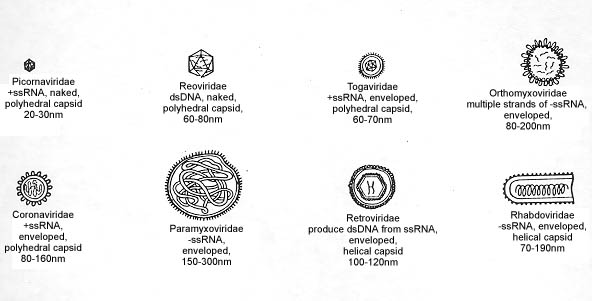 Picornaviridae
+ssRNA, naked,
polyhedral capsid
20-30nm
Reoviridae
dsDNA, naked,
polyhedral capsid,
60-80nm
Togaviridae
+ssRNA, enveloped,
polyhedral capsid,
60-70nm
Orthomyxoviridae
multiple strands of -ssRNA,
enveloped,
80-200nm
Coronaviridae
+ssRNA,
enveloped,
polyhedral capsid
80-160nm
Paramyxoviridae
-ssRNA,
enveloped,
150-300nm
Retroviridae
produce dsDNA from ssRNA,
enveloped,
helical capsid
100-120nm
Rhabdoviridae
-ssRNA, enveloped,
helical capsid
70-190nm